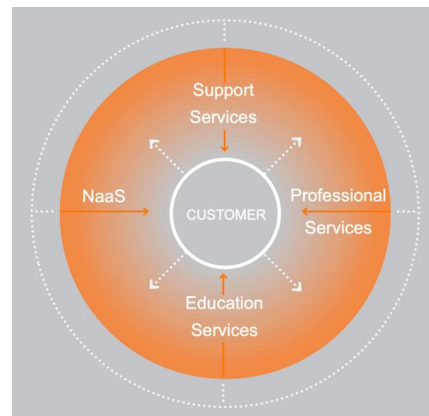 Support
Services
NaaS
CUSTOMER
Professional
Services
Education
Services